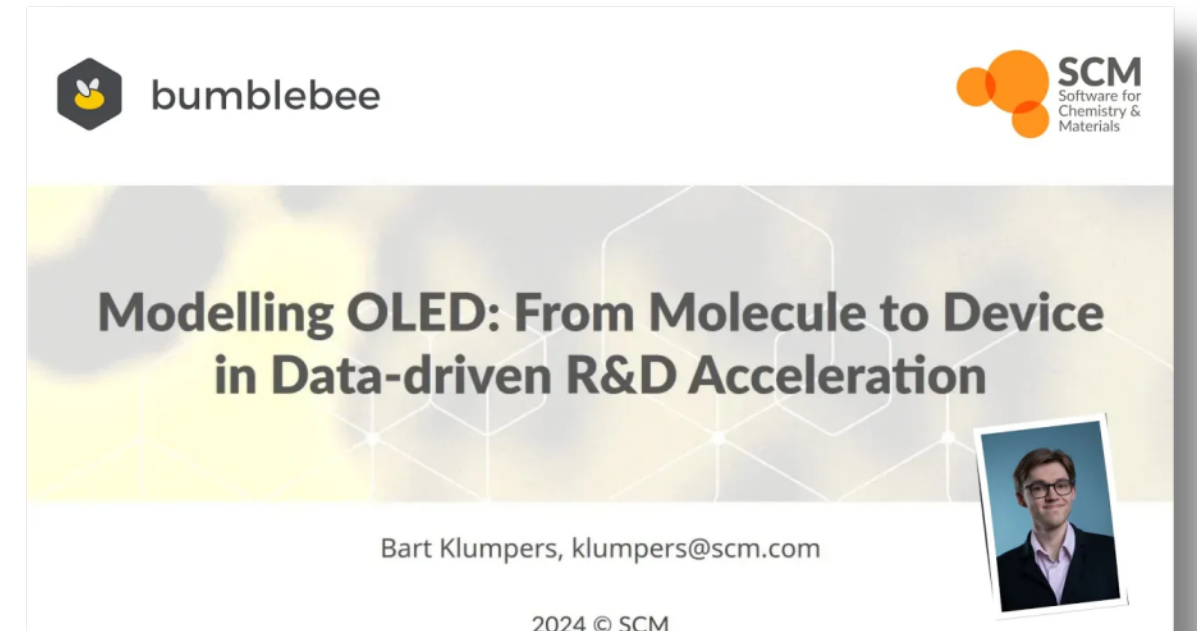 bumblebee
SCM
Software for
Chemistry &
Materials
Modelling OLED: From Molecule to Device
in Data-driven R&D Acceleration
Bart Klumpers, klumpers@scm.com
2024 © SCM